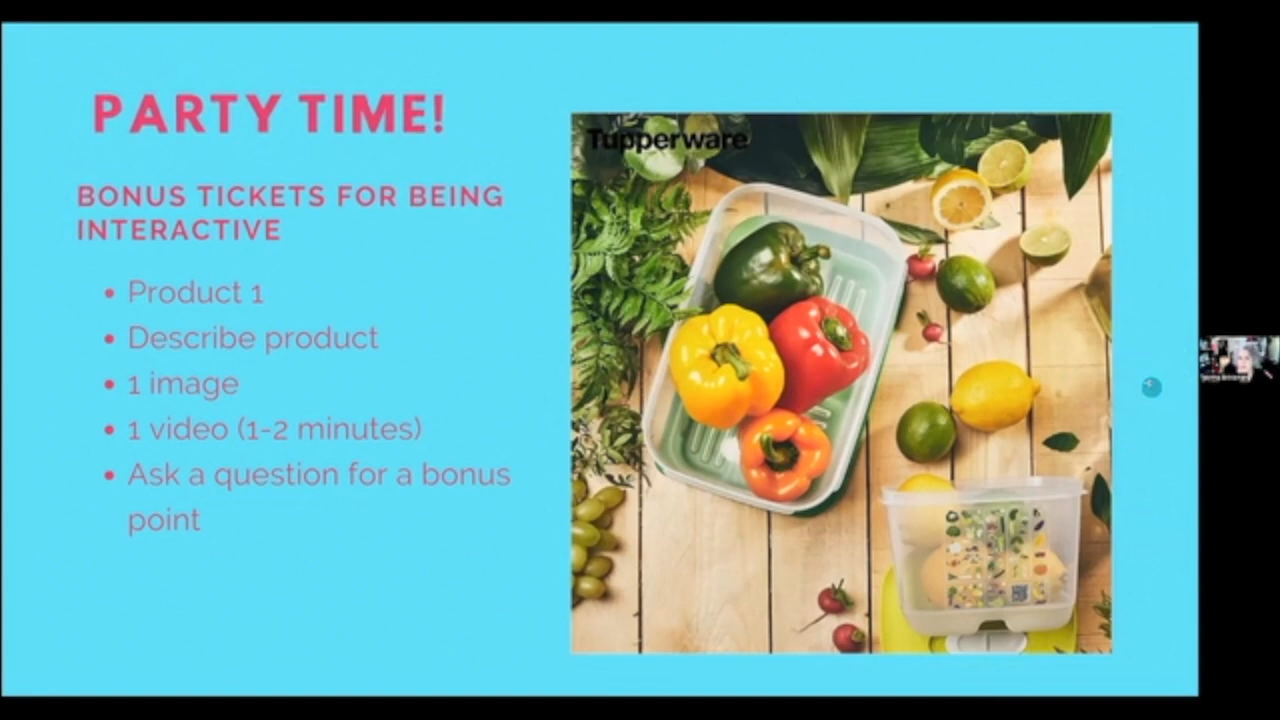 PARTY TIME!
BONUS TICKETS FOR BEING
INTERACTIVE
• Product 1
• Describe product
• 1 image
• 1 video (1-2 minutes)
• Ask a question for a bonus
point
Tupperware